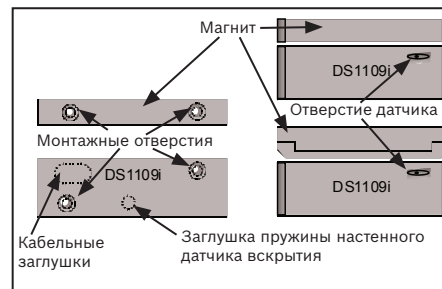 Магнит
DS1109i
Отверстие датчика
Монтажные отверстия
DS1109i
DS1109i
Кабельные
заглушки
Заглушка пружины настенного
датчика вскрытия